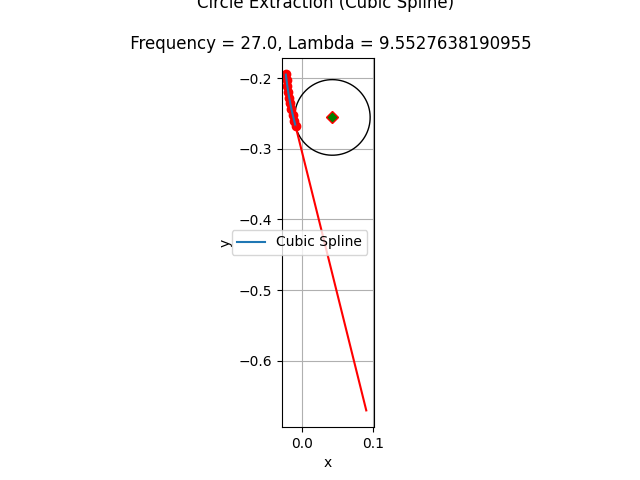 Circle Extraction (Cubic Spline)
Frequency = 27.0, Lambda = 9.5527638190955
−0.2
−0.3
−0.4
Cubic Spline
y
−0.5
−0.6
0.0 0.1
x